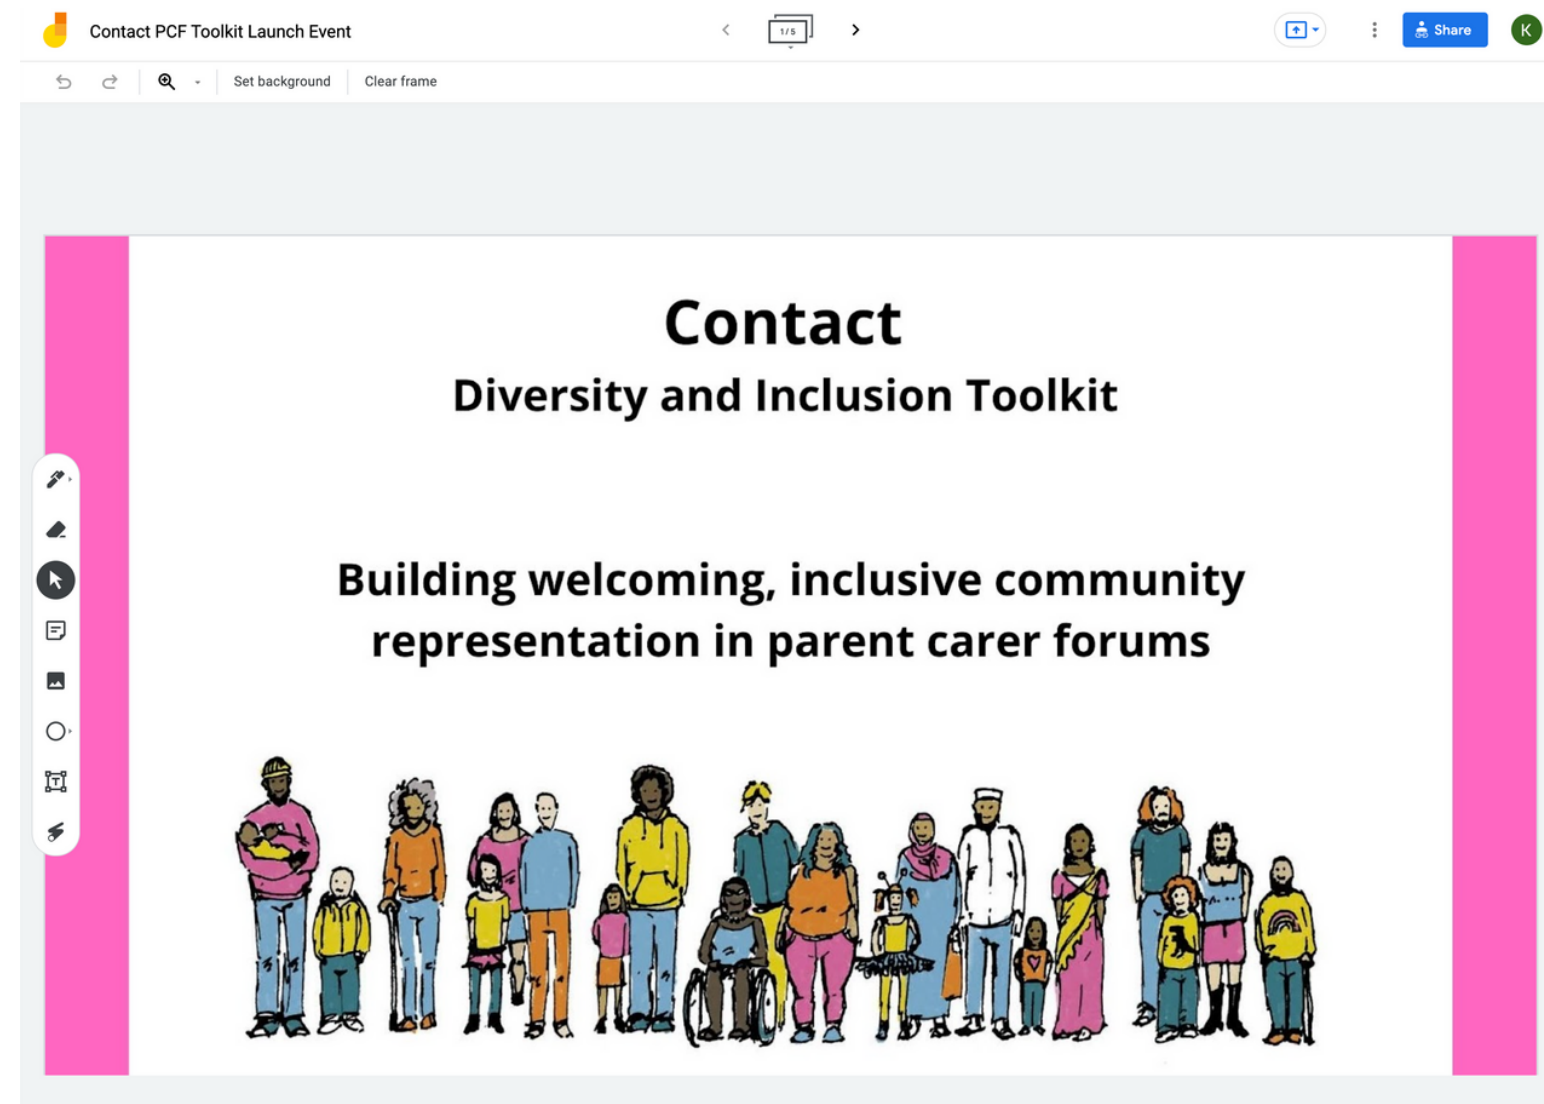 Contact PCF Toolkit Launch Event
1/5
Share
K
Set background
Clear frame
Contact
Diversity and Inclusion Toolkit
Building welcoming, inclusive community
representation in parent carer forums